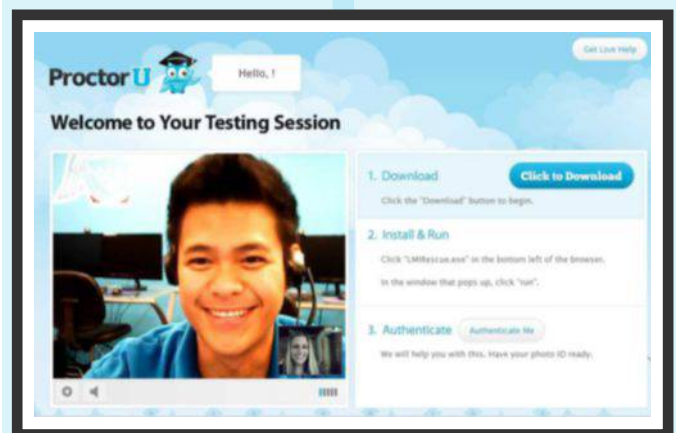 Get Live Help
ProctorU
Hello, !
Welcome to Your Testing Session
1. Download
Click to Download
Click the "Download" button to begin.
2. Install & Run
Click "LMIRescue.exe" in the bottom left of the browser.
In the window that pops up, click "run".
3. Authenticate
Authenticate Me
We will help you with this. Have your photo ID ready.